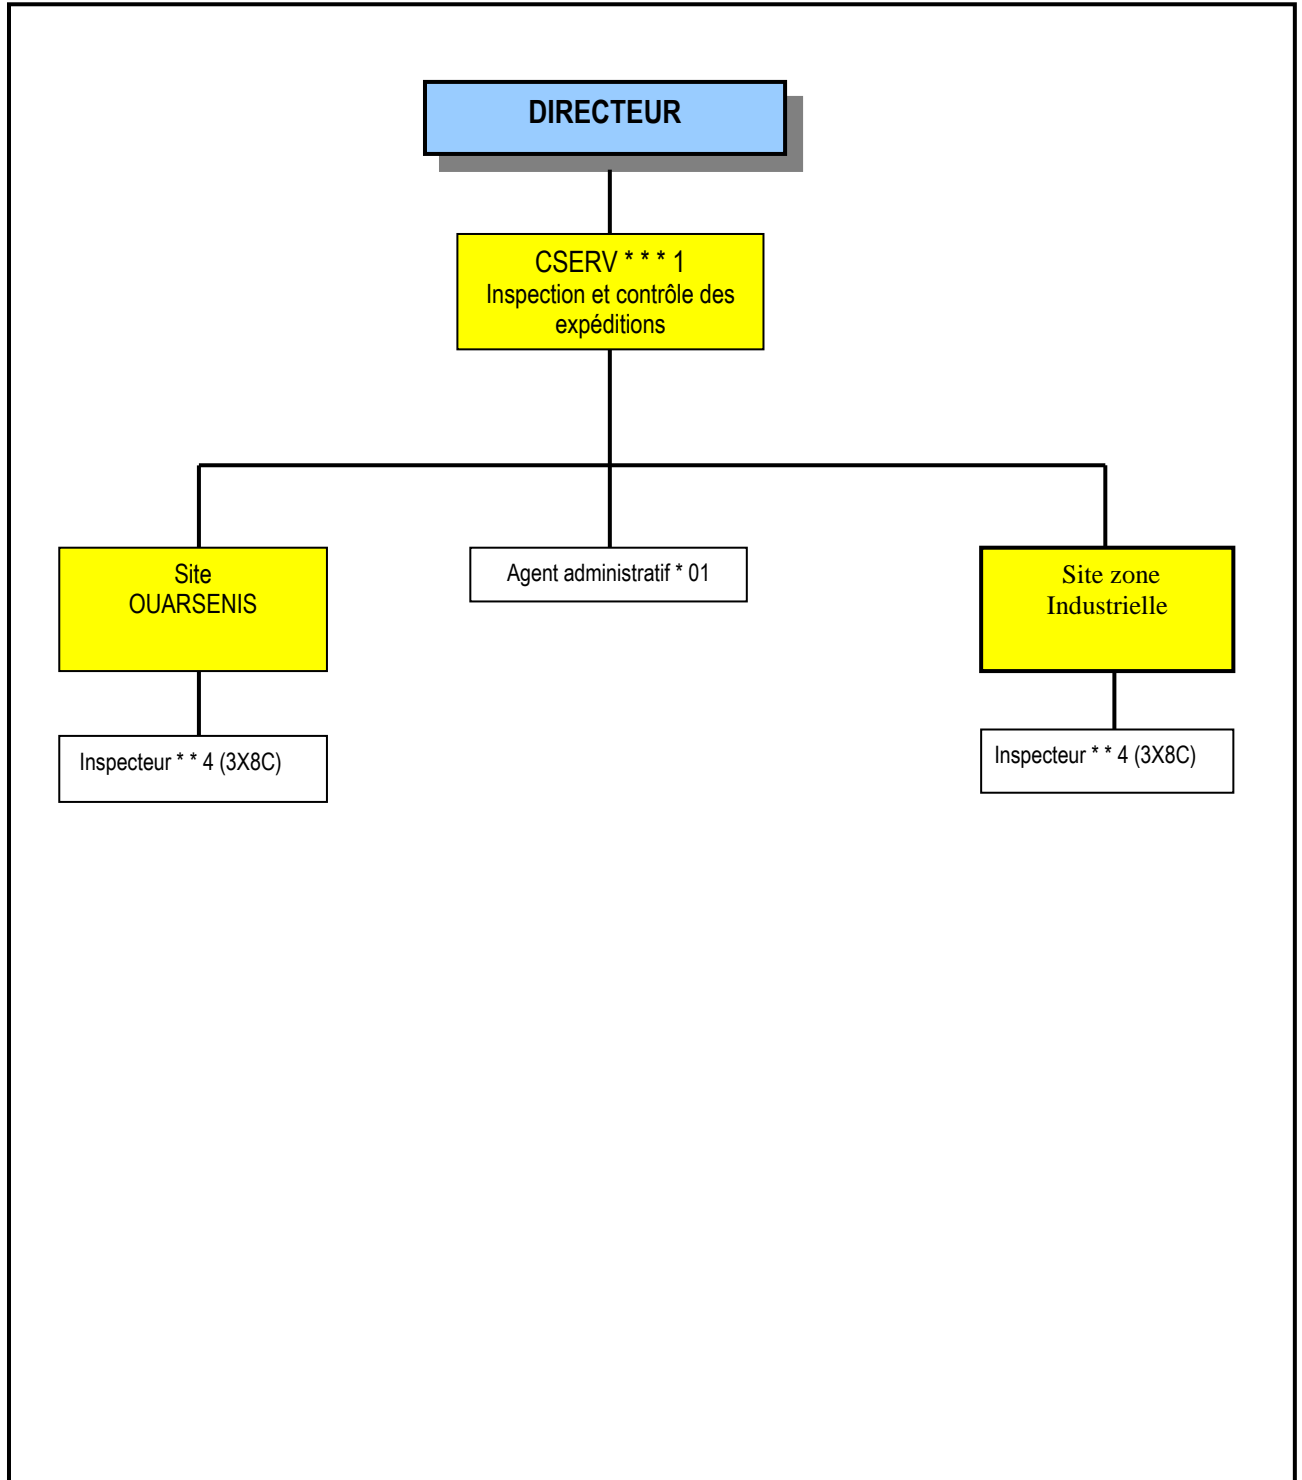 DIRECTEUR
CSERV * * * 1
Inspection et contrôle des
expéditions
Site
OUARSENIS
Agent administratif * 01
Site zone
Industrielle
Inspecteur * * 4 (3X8C)
Inspecteur * * 4 (3X8C)